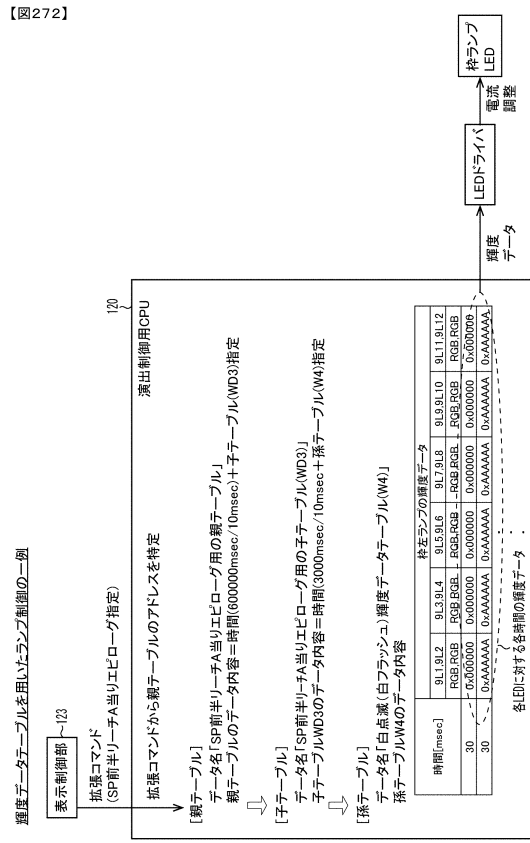 【図272】
輝度データテーブルを用いたランプ制御の一例
表示制御部
123
拡張コマンド
(SP前半リーチA当りエピローグ指定)
120
演出制御用CPU
拡張コマンドから親テーブルのアドレスを特定
[親テーブル]
データ名「SP前半リーチA当りエピローグ用の親テーブル」
親テーブルのデータ内容=時間(600000msec/10msec)+子テーブル(WD3)指定
[子テーブル]
データ名「SP前半リーチA当りエピローグ用の子テーブル(WD3)」
子テーブルWD3のデータ内容=時間(3000msec/10msec+孫テーブル(W4)指定
[孫テーブル]
データ名「白点滅(白フラッシュ)輝度データテーブル(W4)」
孫テーブルW4のデータ内容
時間[msec] 枠左ランプの輝度データ
9L1,9L2 9L3,9L4 9L5,9L6 9L7,9L8 9L9,9L10 9L11,9L12
RGB,RGB RGB,RGB RGB,RGB RGB,RGB RGB,RGB RGB,RGB
30 0x000000 0x000000 0x000000 0x000000 0x000000 0x000000
30 0xAAAAAA 0xAAAAAA 0xAAAAAA 0xAAAAAA 0xAAAAAA 0xAAAAAA
各LEDに対する各時間の輝度データ
輝度
データ
LEDドライバ
電流
調整
枠ランプ
LED